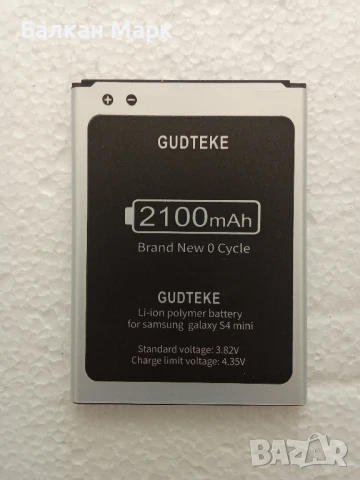 Балкан Марк
GUDTEKE
2100mAh
Brand New 0 Cycle
GUDTEKE
Li-ion polymer battery
for samsung galaxy S4 mini
Standard voltage: 3.82V
Charge limit voltage: 4.35V
BAZAR